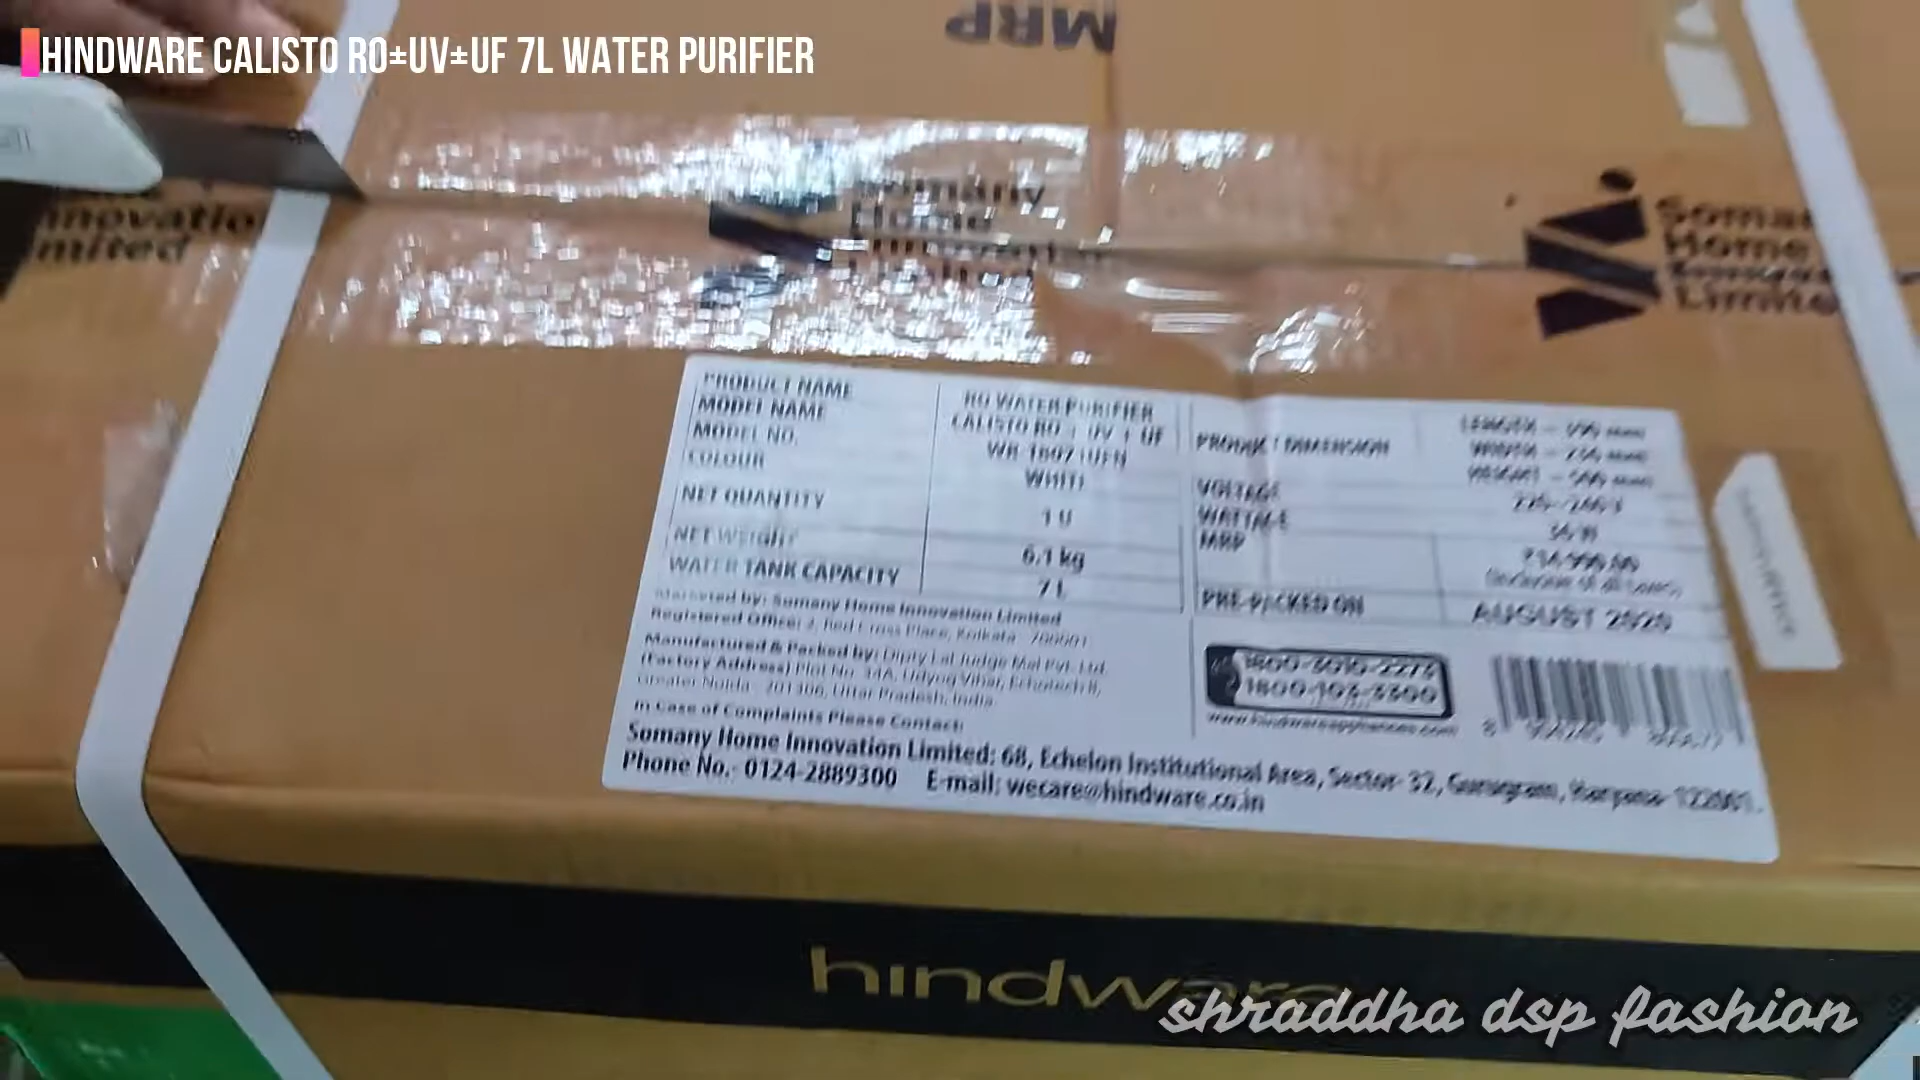 HINDWARE CALISTO RO±UV±UF 7L WATER PURIFIER
MRP
Somany
Home
Limited
PRODUCT NAME RO WATER PURIFIER
MODEL NAME CALISTO RO + UV + UF
MODEL NO.
COLOUR WHITE
NET QUANTITY 1 U
NET WEIGHT 6.1 kg
WATER TANK CAPACITY 7 L
PRODUCT DIMENSION
VOLTAGE
WATTAGE
MRP
PRE-PACKED ON AUGUST 2020
Marketed by: Somany Home Innovation Limited
Registered Office: 2, Red Cross Place, Kolkata - 700001
Manufactured & Packed by: Dipty Lal Judge Mal Pvt. Ltd.
(Factory Address) Plot No. 14A, Udyog Vihar, Echotech II,
Greater Noida - 201306, Uttar Pradesh, India.
In Case of Complaints Please Contact:
Somany Home Innovation Limited: 68, Echelon Institutional Area, Sector- 32, Gurugram, Haryana- 122001.
Phone No.- 0124-2889300 E-mail: wecare@hindware.co.in
www.hindwareappliances.com
hindware
shraddha dsp fashion